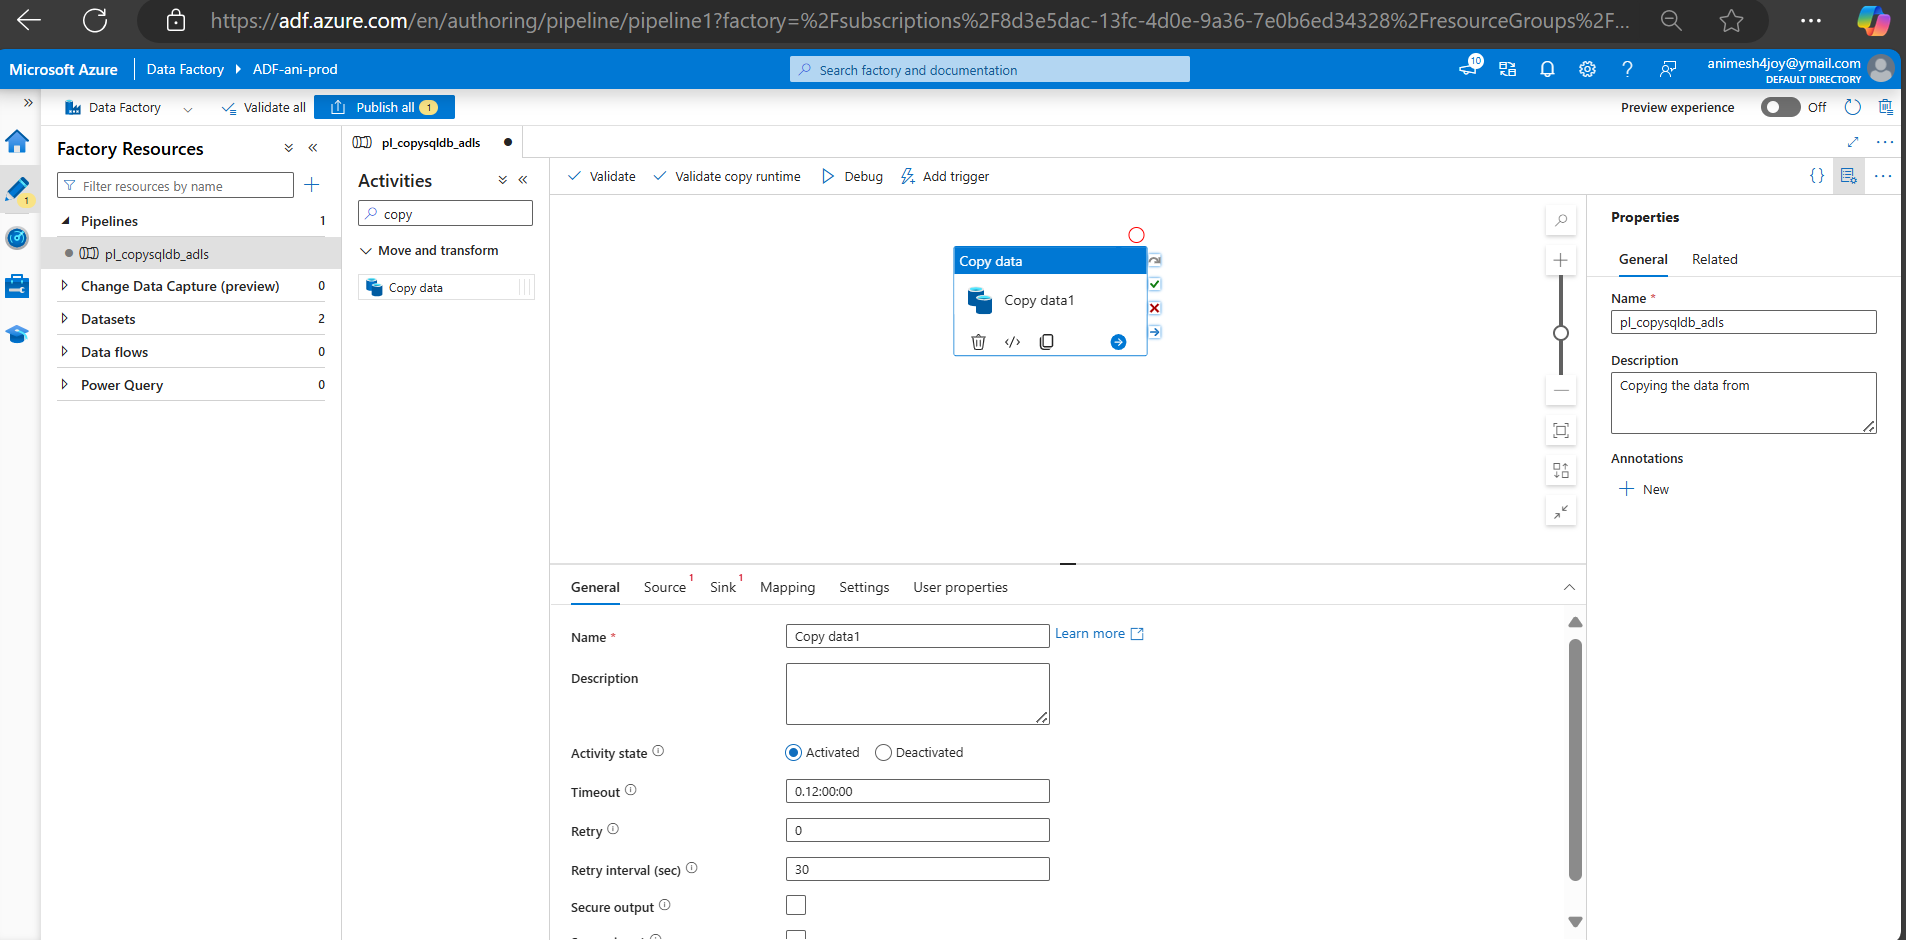 https://adf.azure.com/en/authoring/pipeline/pipeline1?factory=%2Fsubscriptions%2F8d3e5dac-13fc-4d0e-9a36-7e0b6ed34328%2FresourceGroups%2F...
Microsoft Azure
Data Factory
ADF-ani-prod
Search factory and documentation
10
animesh4joy@ymail.com
DEFAULT DIRECTORY
Data Factory
Validate all
Publish all 1
Preview experience
Off
Factory Resources
Filter resources by name
1
Pipelines 1
pl_copysqldb_adls
Change Data Capture (preview) 0
Datasets 2
Data flows 0
Power Query 0
pl_copysqldb_adls
Activities
copy
Move and transform
Copy data
Validate
Validate copy runtime
Debug
Add trigger
{}
Copy data
Copy data1
Properties
General
Related
Name *
pl_copysqldb_adls
Description
Copying the data from
Annotations
New
General
Source 1
Sink 1
Mapping
Settings
User properties
Name *
Copy data1
Learn more
Description
Activity state
Activated
Deactivated
Timeout
0.12:00:00
Retry
0
Retry interval (sec)
30
Secure output